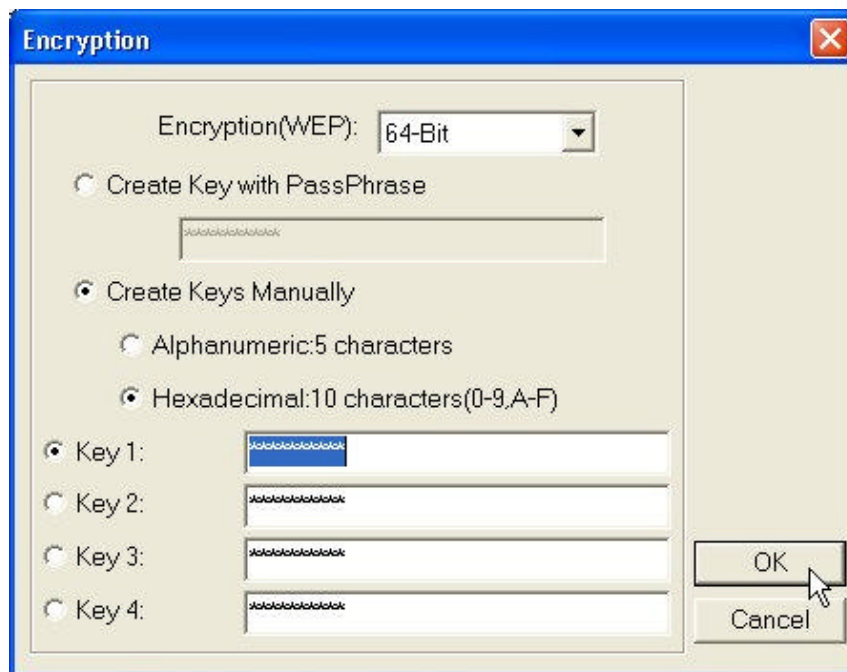 Encryption
Encryption(WEP): 64-Bit
Create Key with PassPhrase
**********
Create Keys Manually
Alphanumeric:5 characters
Hexadecimal:10 characters(0-9,A-F)
Key 1: **********
Key 2: **********
Key 3: **********
OK
Key 4: **********
Cancel